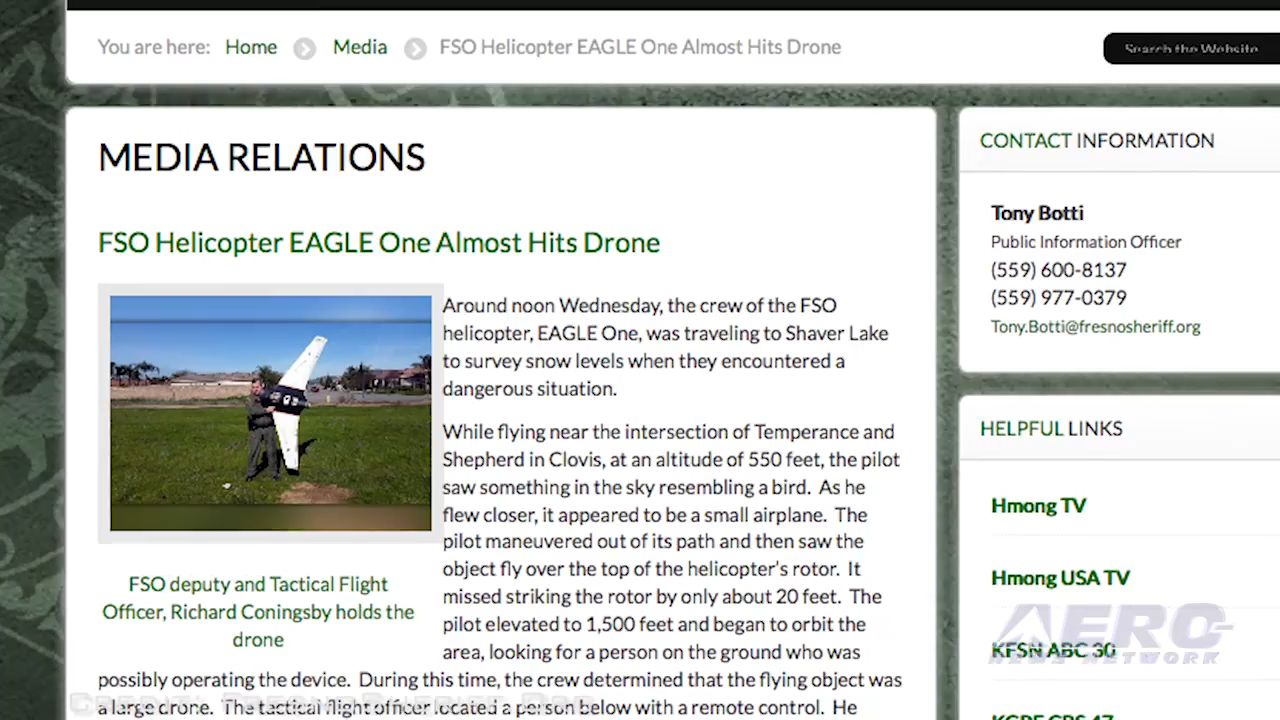 You are here: Home Media FSO Helicopter EAGLE One Almost Hits Drone
Search the Website
MEDIA RELATIONS
FSO Helicopter EAGLE One Almost Hits Drone
Around noon Wednesday, the crew of the FSO
helicopter, EAGLE One, was traveling to Shaver Lake
to survey snow levels when they encountered a
dangerous situation.
While flying near the intersection of Temperance and
Shepherd in Clovis, at an altitude of 550 feet, the pilot
saw something in the sky resembling a bird. As he
flew closer, it appeared to be a small airplane. The
pilot maneuvered out of its path and then saw the
object fly over the top of the helicopter's rotor. It
missed striking the rotor by only about 20 feet. The
pilot elevated to 1,500 feet and began to orbit the
area, looking for a person on the ground who was
possibly operating the device. During this time, the crew determined that the flying object was
a large drone. The tactical flight officer located a person below with a remote control. He
FSO deputy and Tactical Flight
Officer, Richard Coningsby holds the
drone
CONTACT INFORMATION
Tony Botti
Public Information Officer
(559) 600-8137
(559) 977-0379
Tony.Botti@fresnosheriff.org
HELPFUL LINKS
Hmong TV
Hmong USA TV
KFSN ABC 30
AERO
NEWS NETWORK